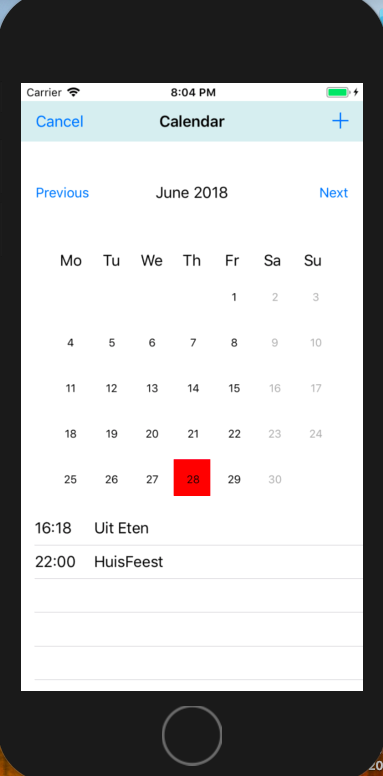 Carrier 8:04 PM
Cancel Calendar +
Previous June 2018 Next
Mo Tu We Th Fr Sa Su
1 2 3
4 5 6 7 8 9 10
11 12 13 14 15 16 17
18 19 20 21 22 23 24
25 26 27 28 29 30
16:18 Uit Eten
22:00 HuisFeest
20